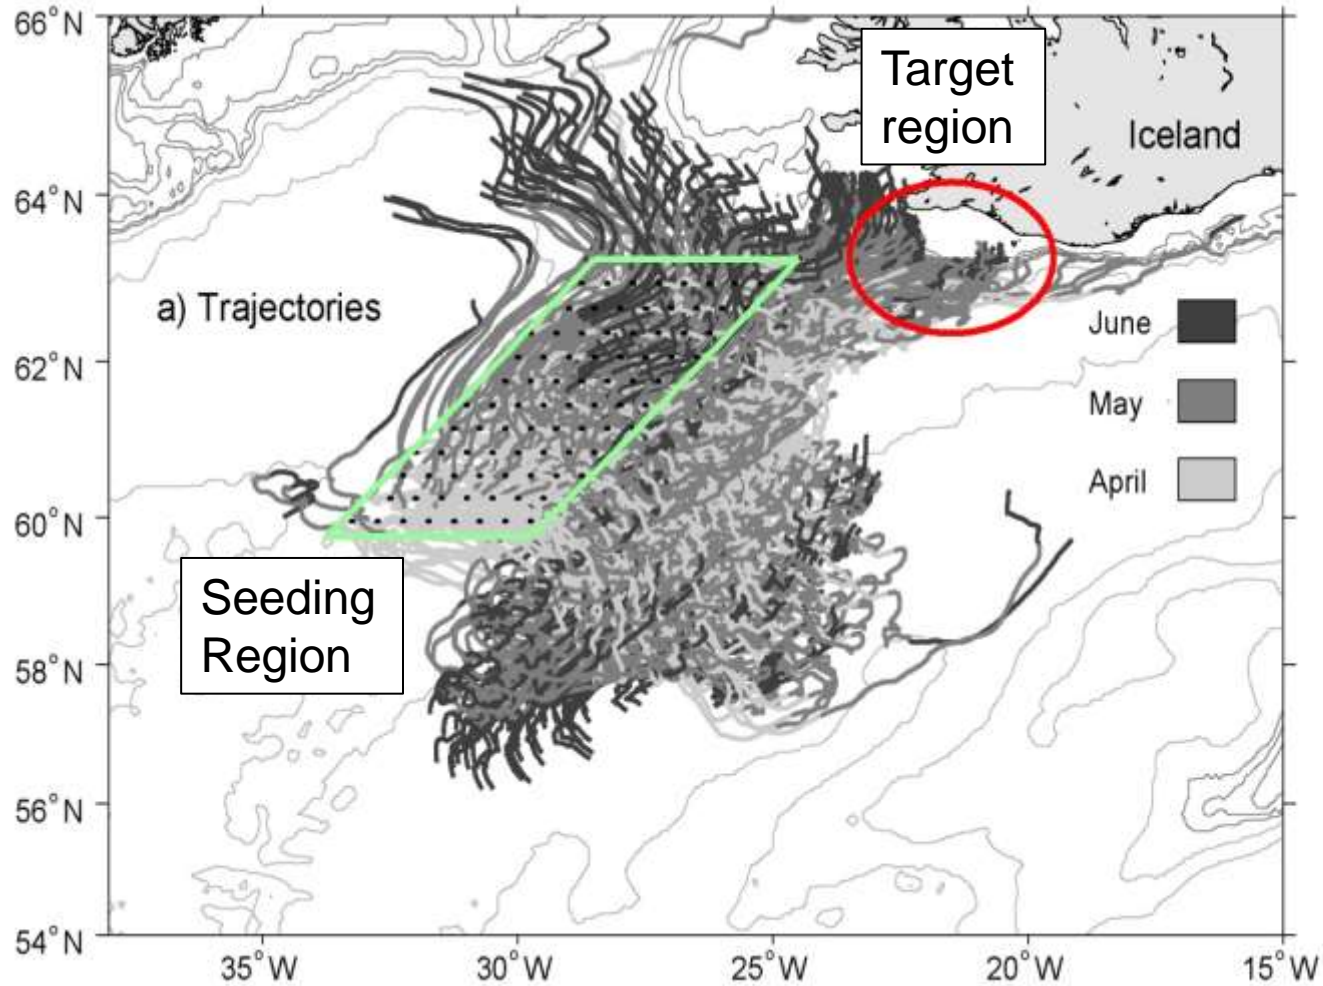 66°N
64°N
62°N
60°N
58°N
56°N
54°N
Target
region
Iceland
a) Trajectories
June
May
April
Seeding
Region
35°W
30°W
25°W
20°W
15°W